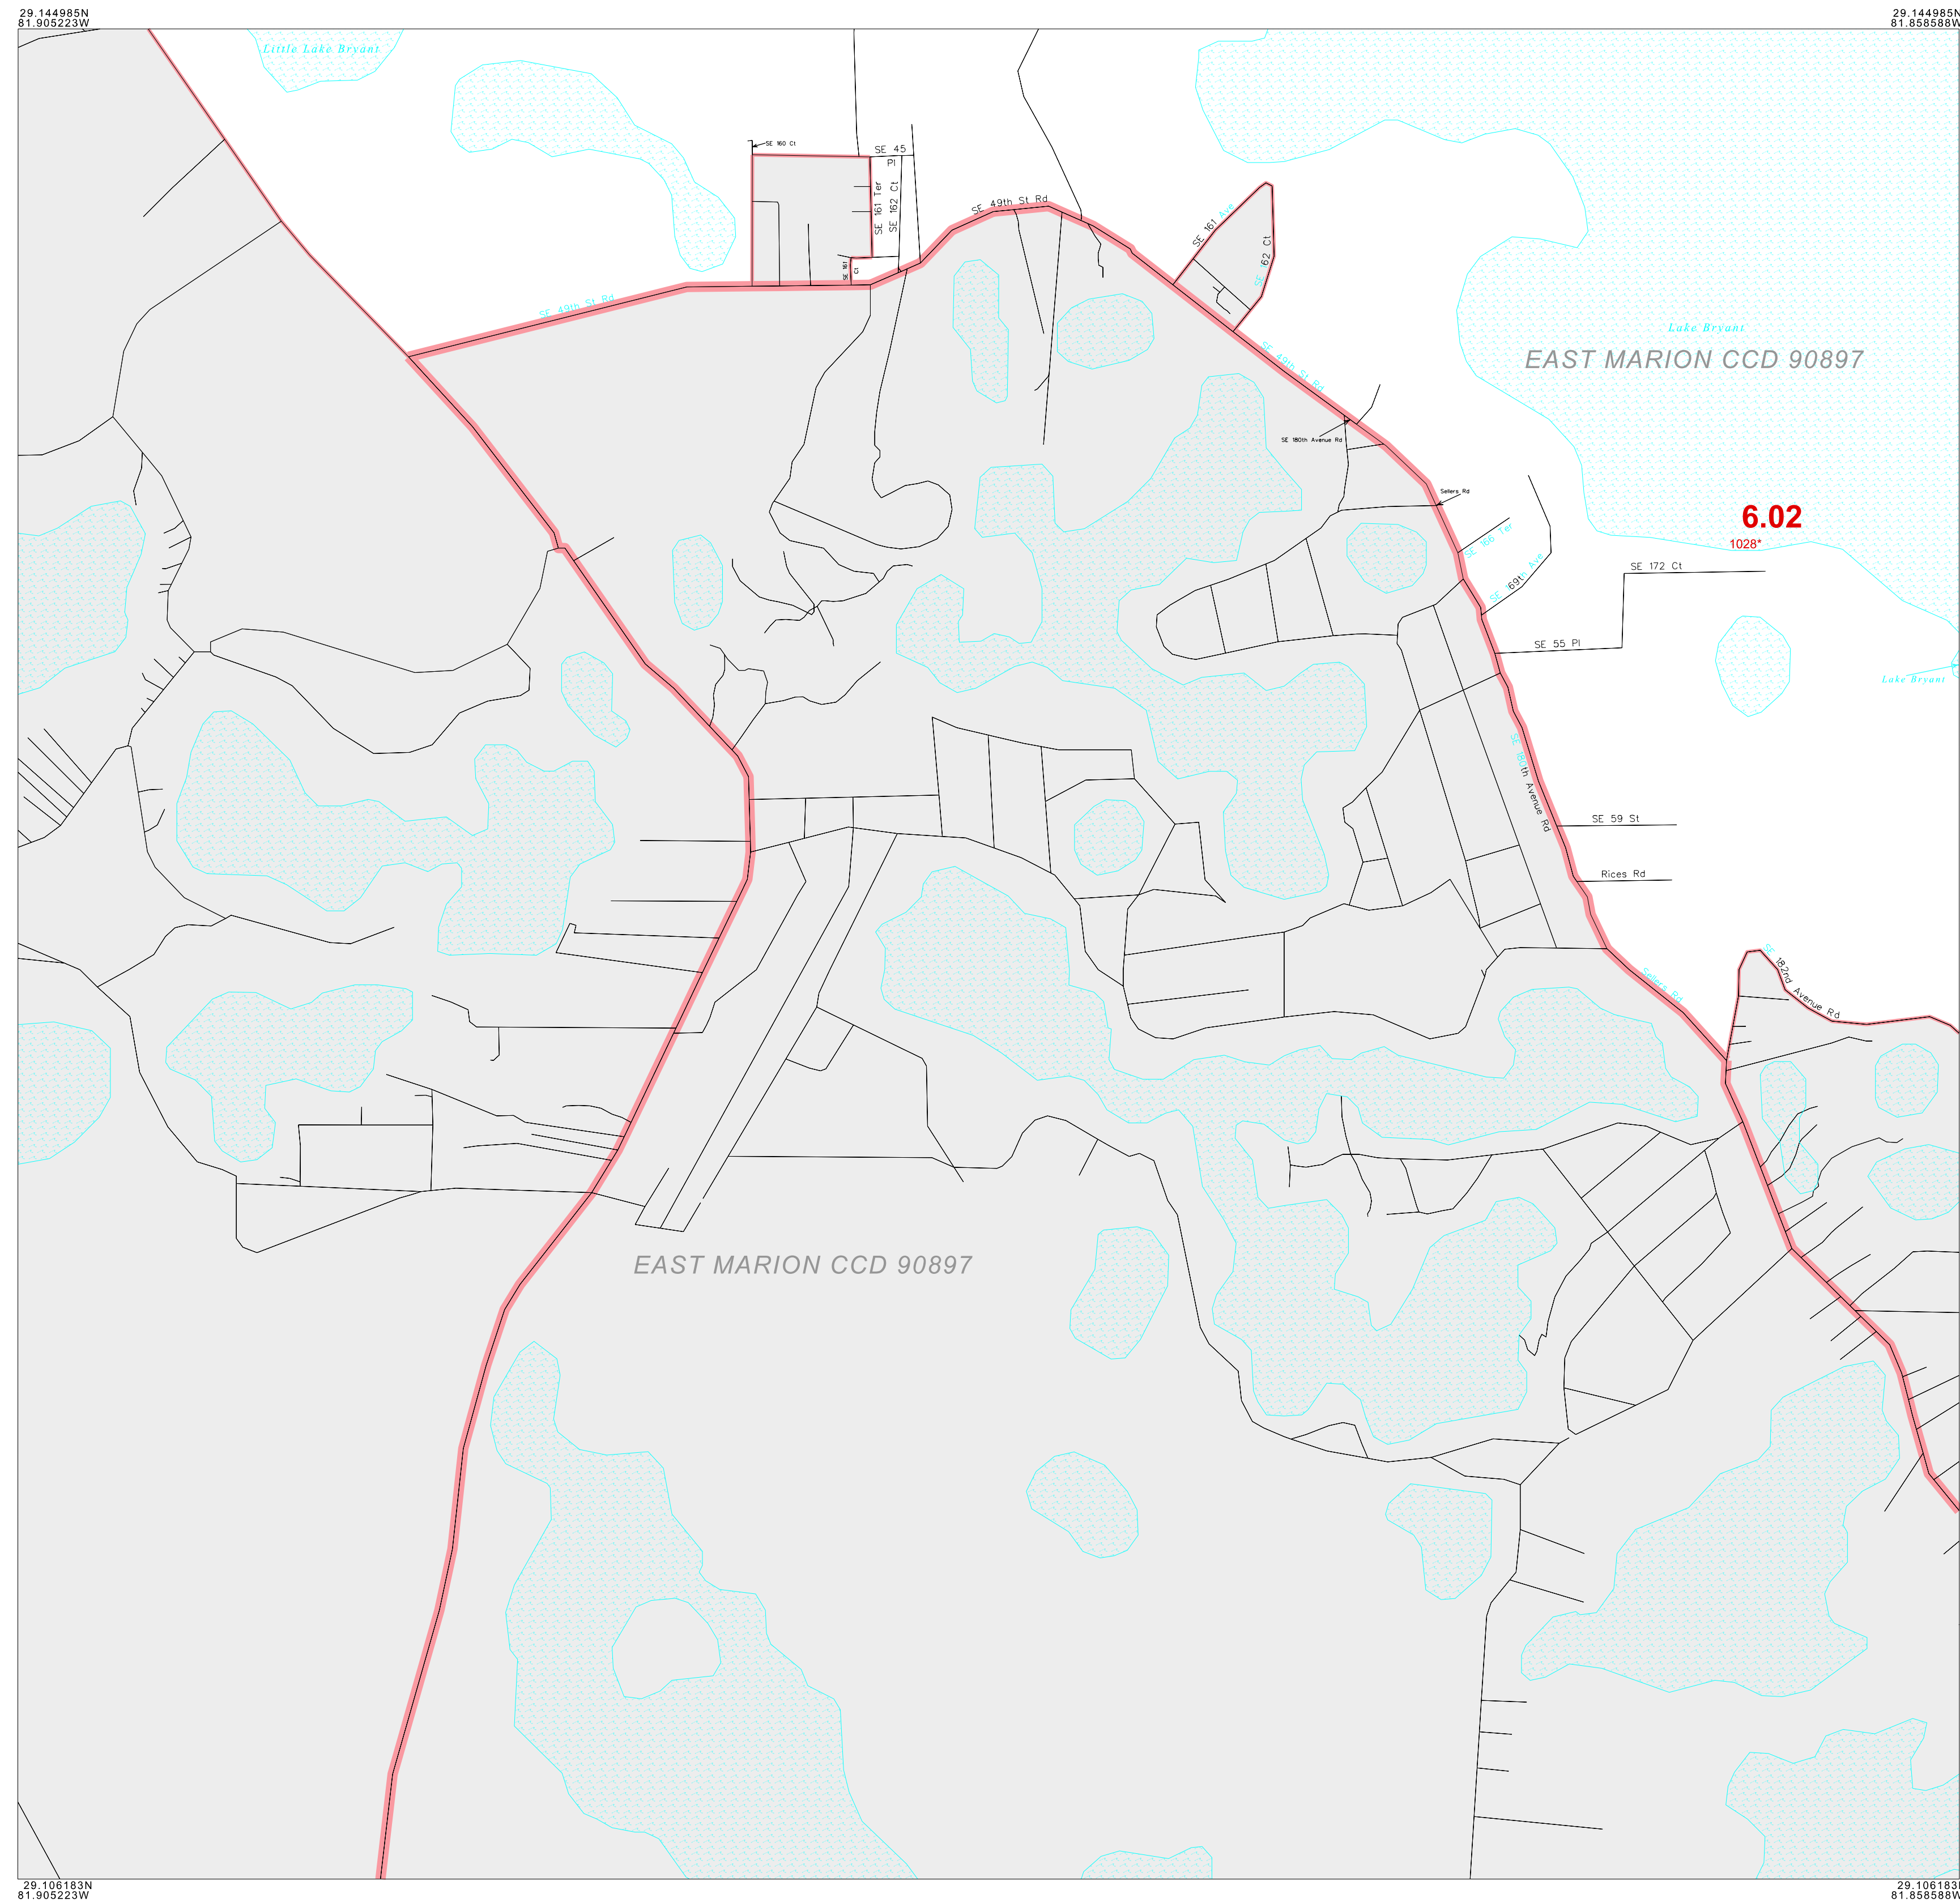 29.144985N
81.905223W
29.144985N
81.858588W
Little Lake Bryant
SE 160 Ct
SE 45
Pl
SE 161 Ter
SE 162 Ct
SE 161
Ct
SE 49th St Rd
SE 161 Ave
SE 162 Ct
SE 49th St Rd
Lake Bryant
EAST MARION CCD 90897
SE 49th St Rd
SE 180th Avenue Rd
Sellers Rd
6.02
1028*
SE 166 Ter
SE 169th Ave
SE 172 Ct
SE 55 Pl
Lake Bryant
SE 180th Avenue Rd
SE 59 St
Rices Rd
Sellers Rd
SE 182nd Avenue Rd
EAST MARION CCD 90897
29.106183N
81.905223W
29.106183N
81.858588W